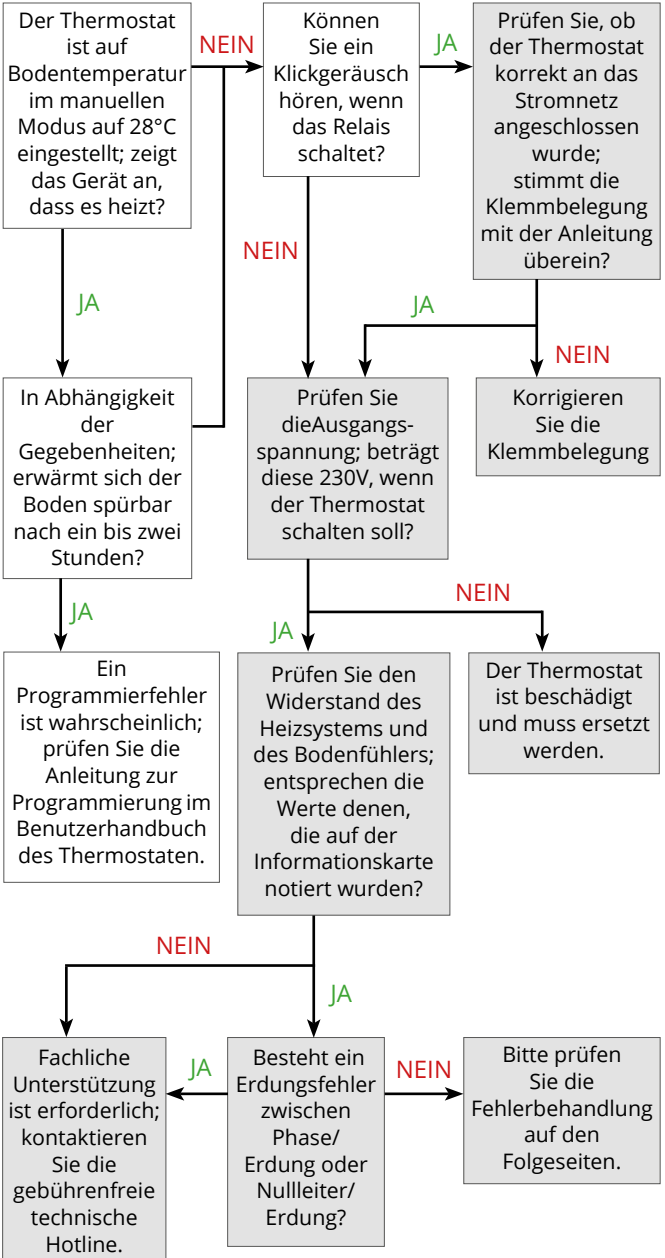 Der Thermostat
ist auf
Bodentemperatur
im manuellen
Modus auf 28°C
eingestellt; zeigt
das Gerät an,
dass es heizt?
NEIN
Können
Sie ein
Klickgeräusch
hören, wenn
das Relais
schaltet?
JA
Prüfen Sie, ob
der Thermostat
korrekt an das
Stromnetz
angeschlossen
wurde;
stimmt die
Klemmbelegung
mit der Anleitung
überein?
JA
NEIN
JA
NEIN
In Abhängigkeit
der
Gegebenheiten;
erwärmt sich der
Boden spürbar
nach ein bis zwei
Stunden?
Prüfen Sie
dieAusgangs-
spannung; beträgt
diese 230V, wenn
der Thermostat
schalten soll?
Korrigieren
Sie die
Klemmbelegung
JA
JA
NEIN
Ein
Programmierfehler
ist wahrscheinlich;
prüfen Sie die
Anleitung zur
Programmierung im
Benutzerhandbuch
des Thermostaten.
Prüfen Sie den
Widerstand des
Heizsystems und
des Bodenfühlers;
entsprechen die
Werte denen,
die auf der
Informationskarte
notiert wurden?
Der Thermostat
ist beschädigt
und muss ersetzt
werden.
NEIN
JA
Fachliche
Unterstützung
ist erforderlich;
kontaktieren
Sie die
gebührenfreie
technische
Hotline.
JA
Besteht ein
Erdungsfehler
zwischen
Phase/
Erdung oder
Nullleiter/
Erdung?
NEIN
Bitte prüfen
Sie die
Fehlerbehandlung
auf den
Folgeseiten.